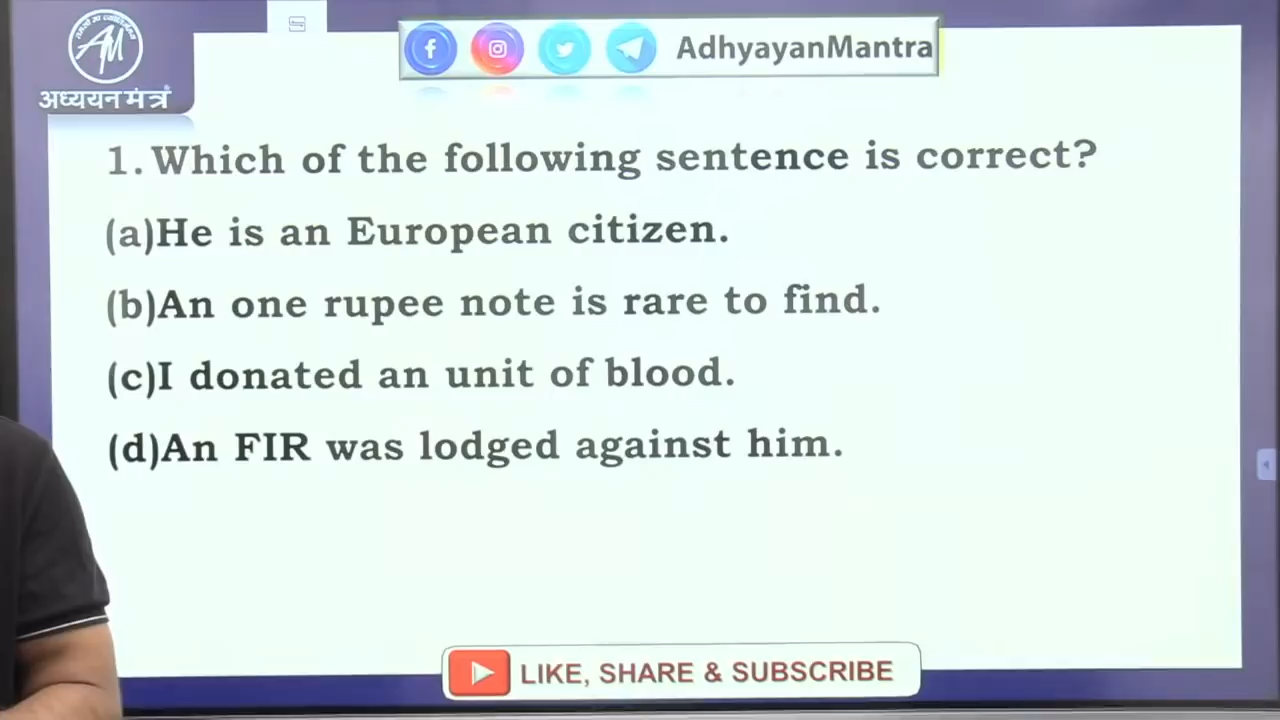 AM
अध्ययन मंत्रं
AdhyayanMantra
1. Which of the following sentence is correct?
(a)He is an European citizen.
(b)An one rupee note is rare to find.
(c)I donated an unit of blood.
(d)An FIR was lodged against him.
LIKE, SHARE & SUBSCRIBE